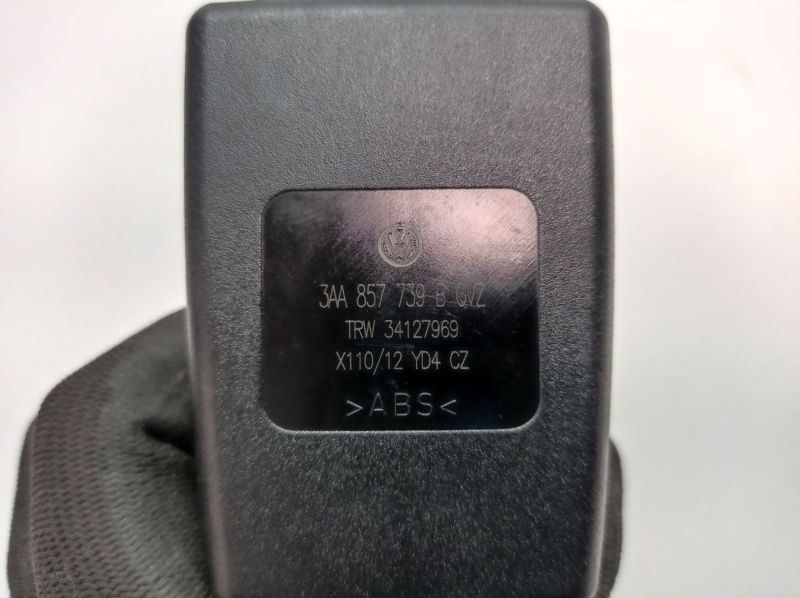 3AA 857 739 B QVZ
TRW 34127969
X110/12 YD4 CZ
>ABS<